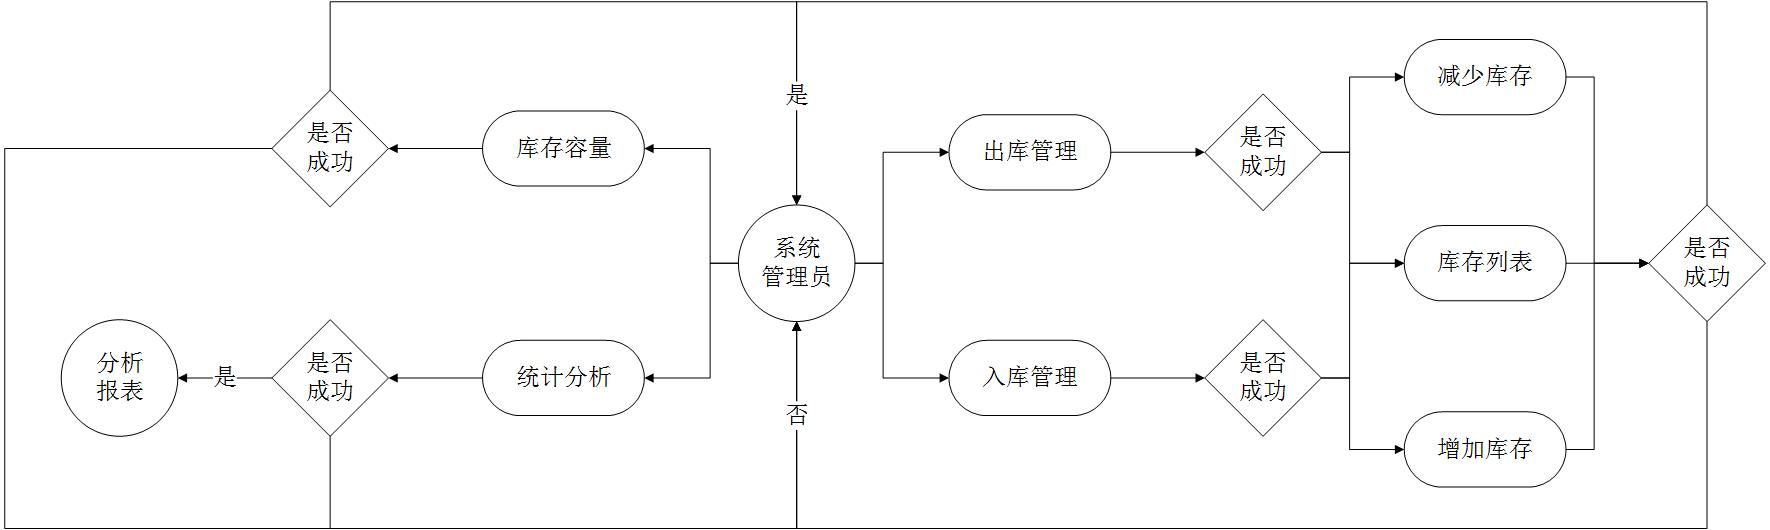 是
减少库存
是否
成功
库存容量
出库管理
是否
成功
系统
管理员
库存列表
是否
成功
分析
报表
是
是否
成功
统计分析
入库管理
是否
成功
否
增加库存